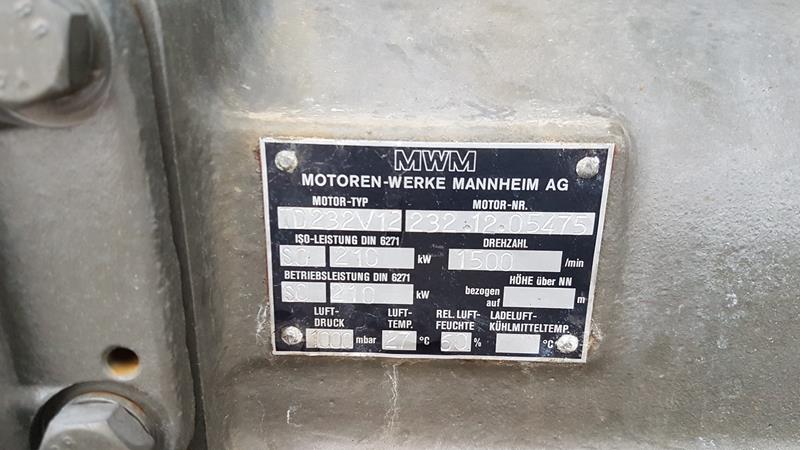 MWM
MOTOREN-WERKE MANNHEIM AG
MOTOR-TYP MOTOR-NR.
TD232V12 232.12.05475
ISO-LEISTUNG DIN 6271 DREHZAHL
210 kW 1500 /min
BETRIEBSLEISTUNG DIN 6271 HÖHE über NN
210 kW bezogen auf m
LUFT-DRUCK LUFT-TEMP. REL. LUFT-FEUCHTE LADELUFT-KÜHLMITTELTEMP.
1000 mbar 27 °C 60 % °C